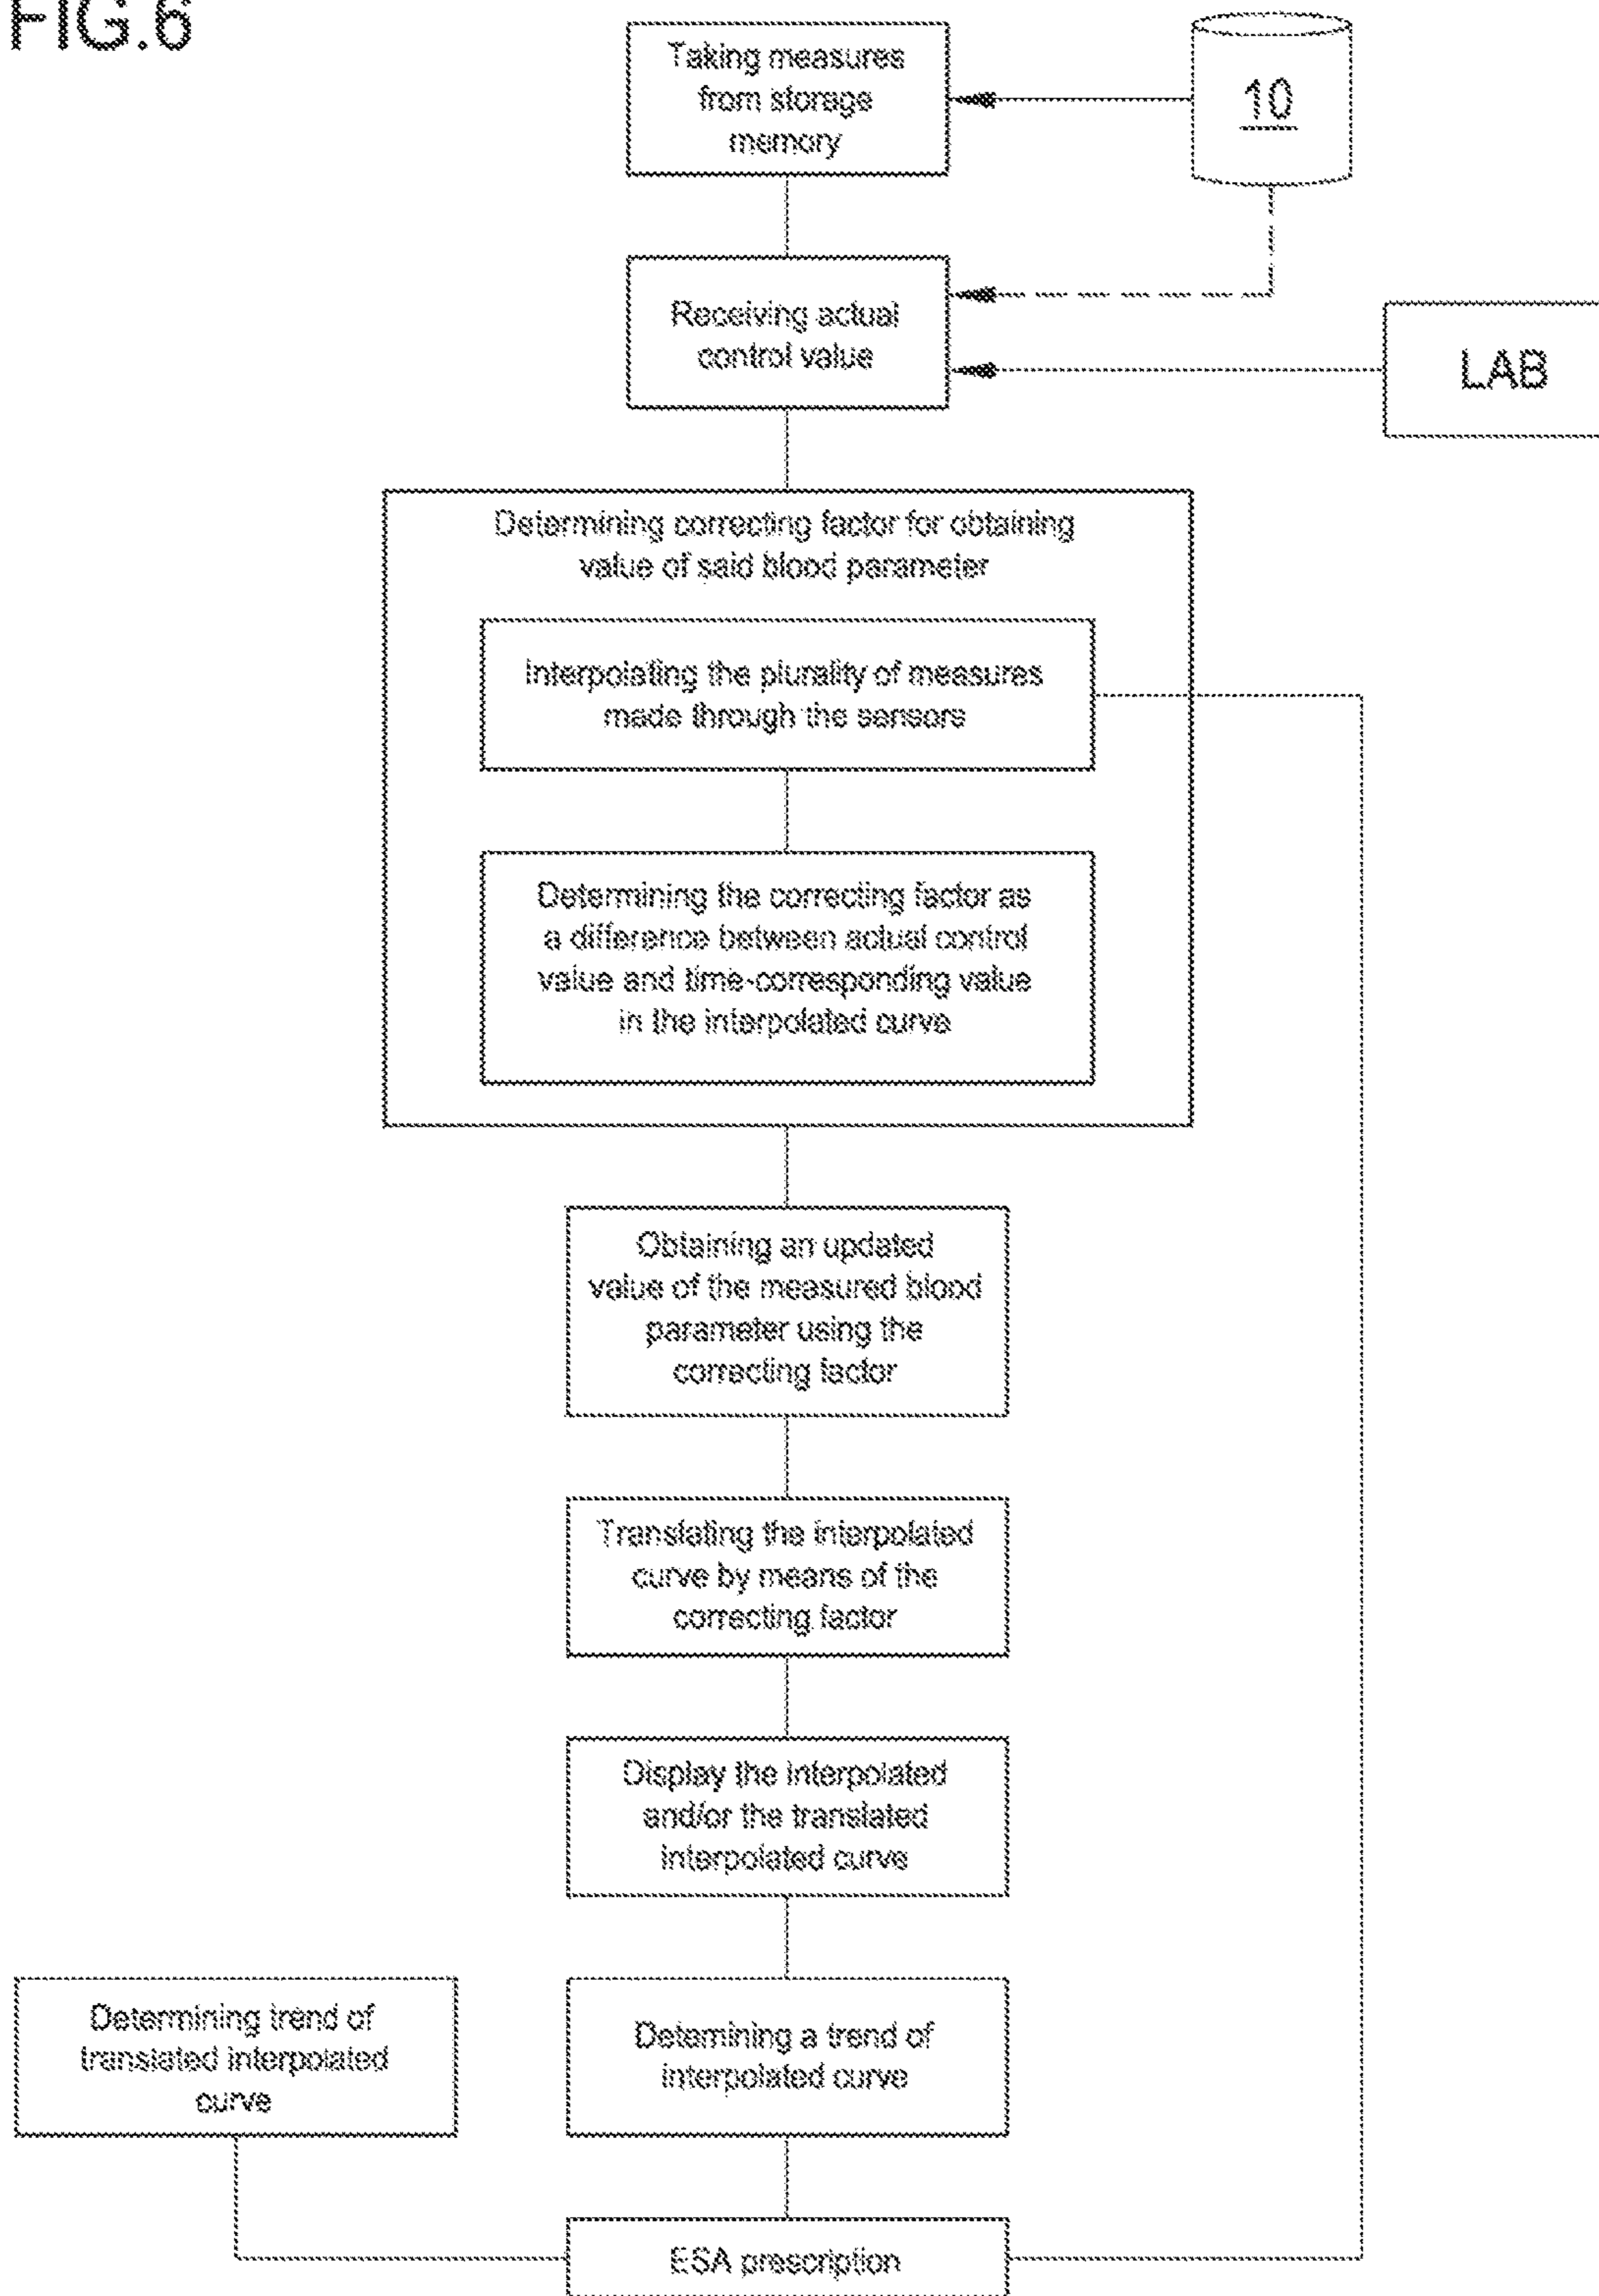 FIG.6
Taking measures
from storage
memory
10
Receiving actual
control value
LAB
Determining correcting factor for obtaining
value of said blood parameter
Interpolating the plurality of measures
made through the sensors
Determining the correcting factor as
a difference between actual control
value and time-corresponding value
in the interpolated curve
Obtaining an updated
value of the measured blood
parameter using the
correcting factor
Translating the interpolated
curve by means of the
correcting factor
Display the interpolated
and/or the translated
interpolated curve
Determining trend of
translated interpolated
curve
Detemining a trend of
interpolated curve
ESA prescription